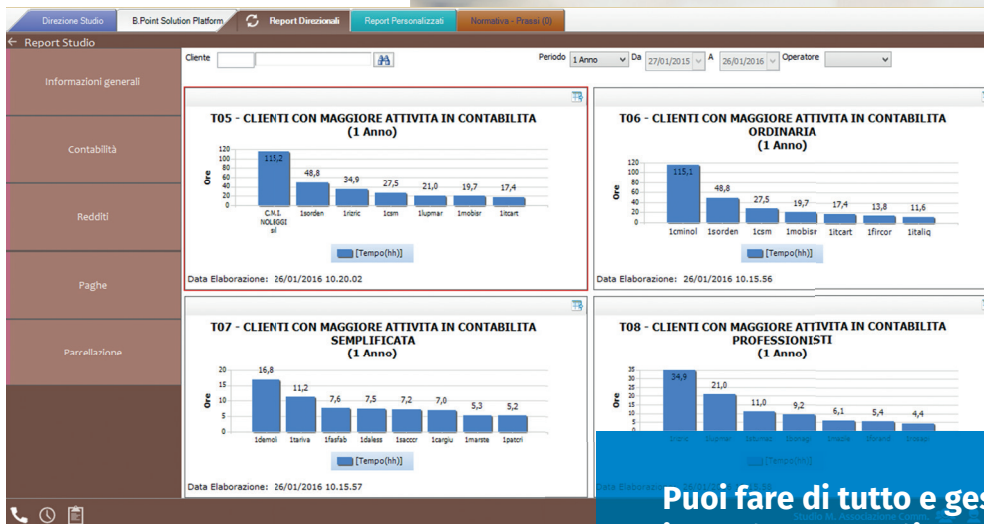 Direzione Studio
B.Point Solution Platform
Report Direzionali
Report Personalizzati
Normativa - Prassi (0)
Report Studio
Cliente
Periodo 1 Anno Da 27/01/2015 A 26/01/2016 Operatore
Informazioni generali
Contabilità
Redditi
Paghe
Parcellazione
T05 - CLIENTI CON MAGGIORE ATTIVITA IN CONTABILITA
(1 Anno)
Ore
120
100
80
60
40
20
0
115,2
48,8
34,9
27,5
21,0
19,7
17,4
C.M.I.
NOLEGGI
sl
1sorden
1rizric
1csm
1lupmar
1mobisr
1itcart
[Tempo(hh)]
Data Elaborazione: 26/01/2016 10.20.02
T06 - CLIENTI CON MAGGIORE ATTIVITA IN CONTABILITA
ORDINARIA
(1 Anno)
Ore
120
100
80
60
40
20
0
115,1
48,8
27,5
19,7
17,4
13,8
11,6
1cminol
1sorden
1csm
1mobisr
1itcart
1fircor
1italiq
[Tempo(hh)]
Data Elaborazione: 26/01/2016 10.15.56
T07 - CLIENTI CON MAGGIORE ATTIVITA IN CONTABILITA
SEMPLIFICATA
(1 Anno)
Ore
20
15
10
5
0
16,8
11,2
7,6
7,5
7,2
7,0
5,3
5,2
1demol
1tariva
1fasfab
1daless
1sacccr
1cargiu
1marste
1patcri
[Tempo(hh)]
Data Elaborazione: 26/01/2016 10.15.57
T08 - CLIENTI CON MAGGIORE ATTIVITA IN CONTABILITA
PROFESSIONISTI
(1 Anno)
Ore
35
30
25
20
15
10
5
0
34,9
21,0
11,0
9,2
6,1
5,4
4,4
[Tempo(hh)]
Data Elaborazione:
Puoi fare di tutto e ges
Studio M. Associazione Comm.